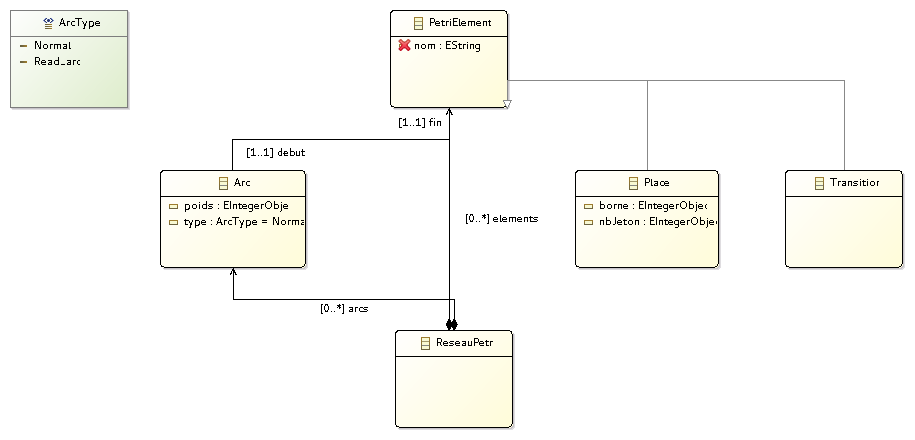 ArcType
Normal
Read_arc
PetriElement
nom : EString
[1..1] fin
[1..1] debut
Arc
poids : EIntegerObje
type : ArcType = Norma
[0..*] elements
Place
borne : EIntegerObjec
nbJeton : EIntegerObjec
Transition
[0..*] arcs
ReseauPetr